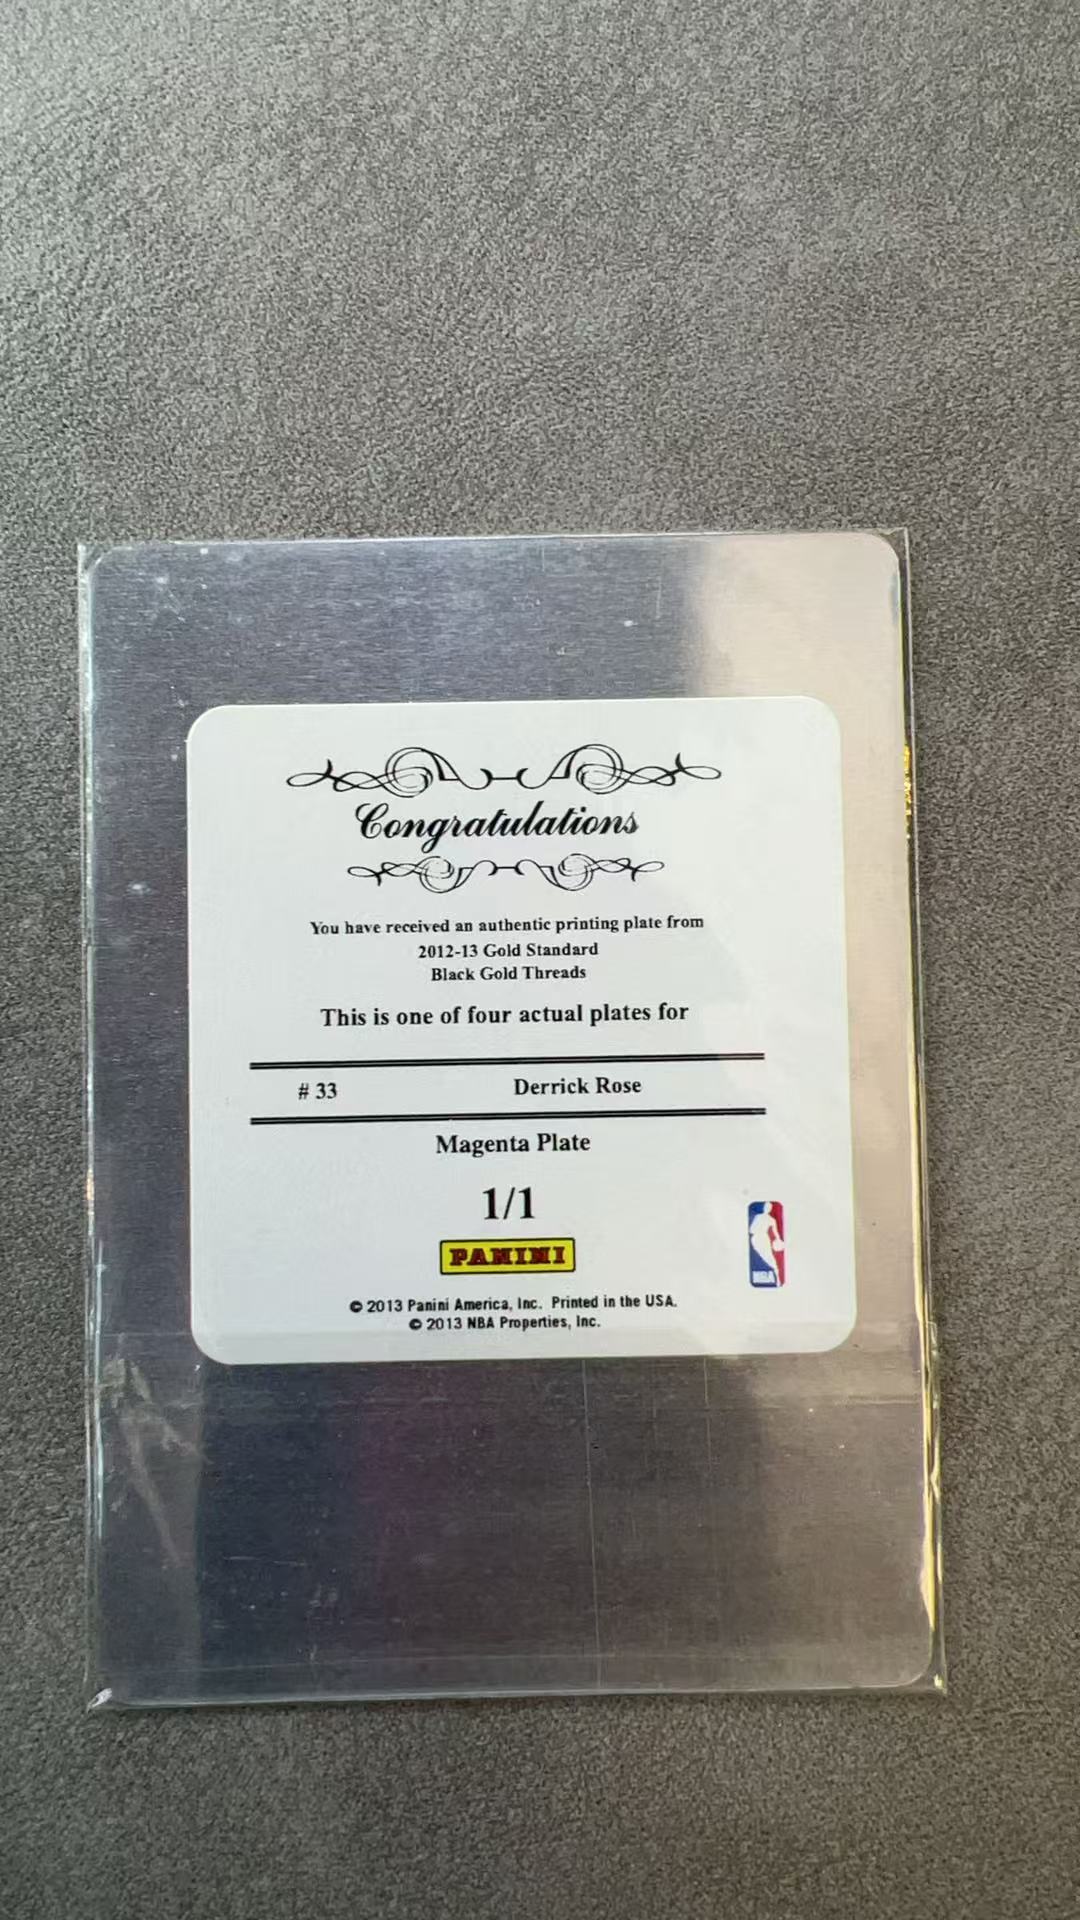 Congratulations
You have received an authentic printing plate from
2012-13 Gold Standard
Black Gold Threads
This is one of four actual plates for
# 33 Derrick Rose
Magenta Plate
1/1
PANINI
NBA
© 2013 Panini America, Inc. Printed in the USA.
© 2013 NBA Properties, Inc.